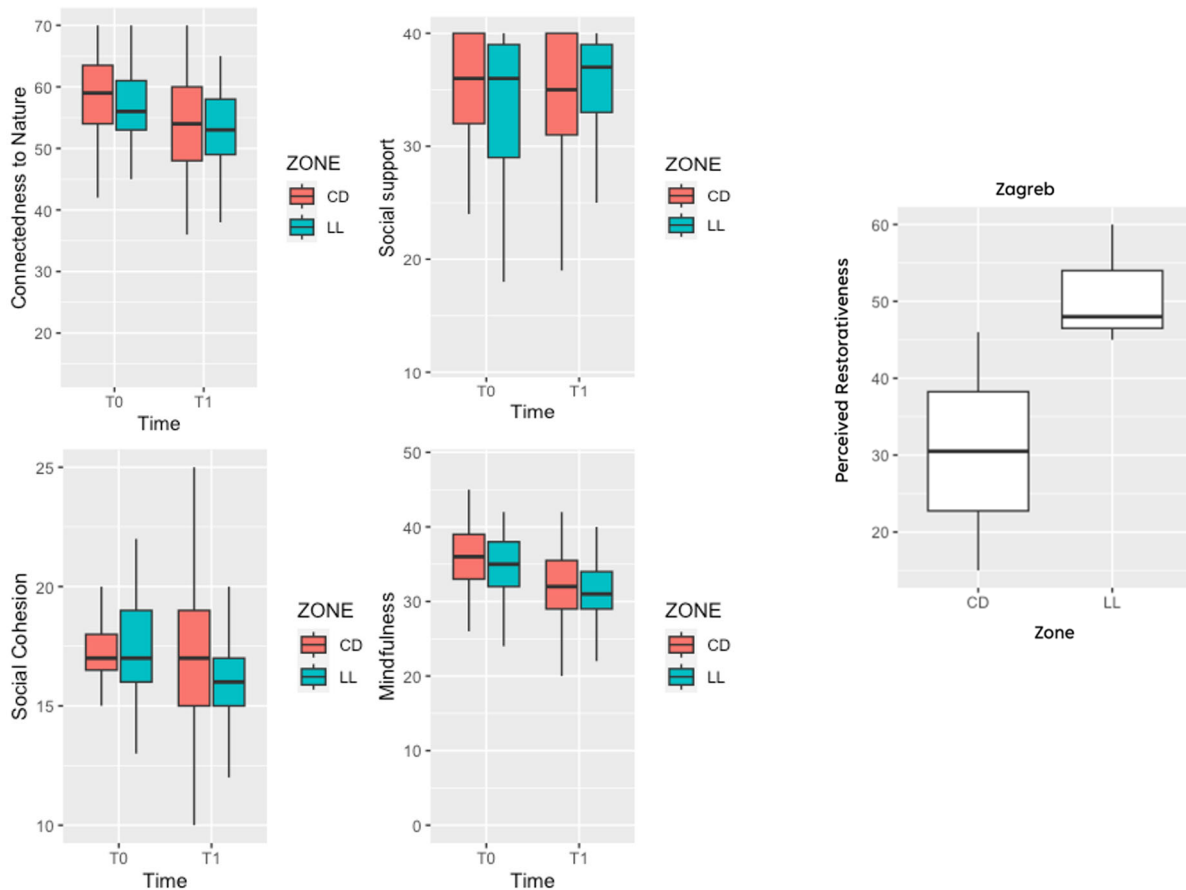 Connectedness to Nature
70
60
50
40
30
20
T0
T1
Time
ZONE
CD
LL
Social support
40
30
20
10
T0
T1
Time
ZONE
CD
LL
Social Cohesion
25
20
15
10
T0
T1
Time
ZONE
CD
LL
Mindfulness
50
40
30
20
10
0
T0
T1
Time
ZONE
CD
LL
Zagreb
Perceived Restorativeness
60
50
40
30
20
CD
LL
Zone